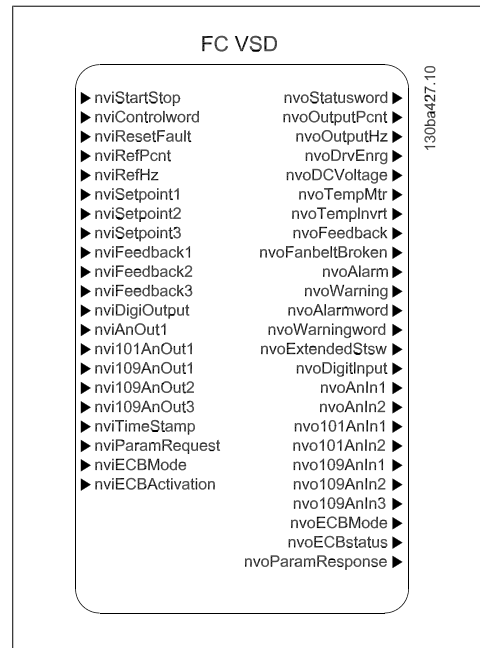 FC VSD
nviStartStop nvoStatusword
nviControlword nvoOutputPcnt
nviResetFault nvoOutputHz
nviRefPcnt nvoDrvEnrg
nviRefHz nvoDCVoltage
nviSetpoint1 nvoTempMtr
nviSetpoint2 nvoTempInvrt
nviSetpoint3 nvoFeedback
nviFeedback1 nvoFanbeltBroken
nviFeedback2 nvoAlarm
nviFeedback3 nvoWarning
nviDigiOutput nvoAlarmword
nviAnOut1 nvoWarningword
nvi101AnOut1 nvoExtendedStsw
nvi109AnOut1 nvoDigitInput
nvi109AnOut2 nvoAnIn1
nvi109AnOut3 nvoAnIn2
nviTimeStamp nvo101AnIn1
nviParamRequest nvo101AnIn2
nviECBMode nvo109AnIn1
nviECBActivation nvo109AnIn2
nvo109AnIn3
nvoECBMode
nvoECBstatus
nvoParamResponse
130ba427.10